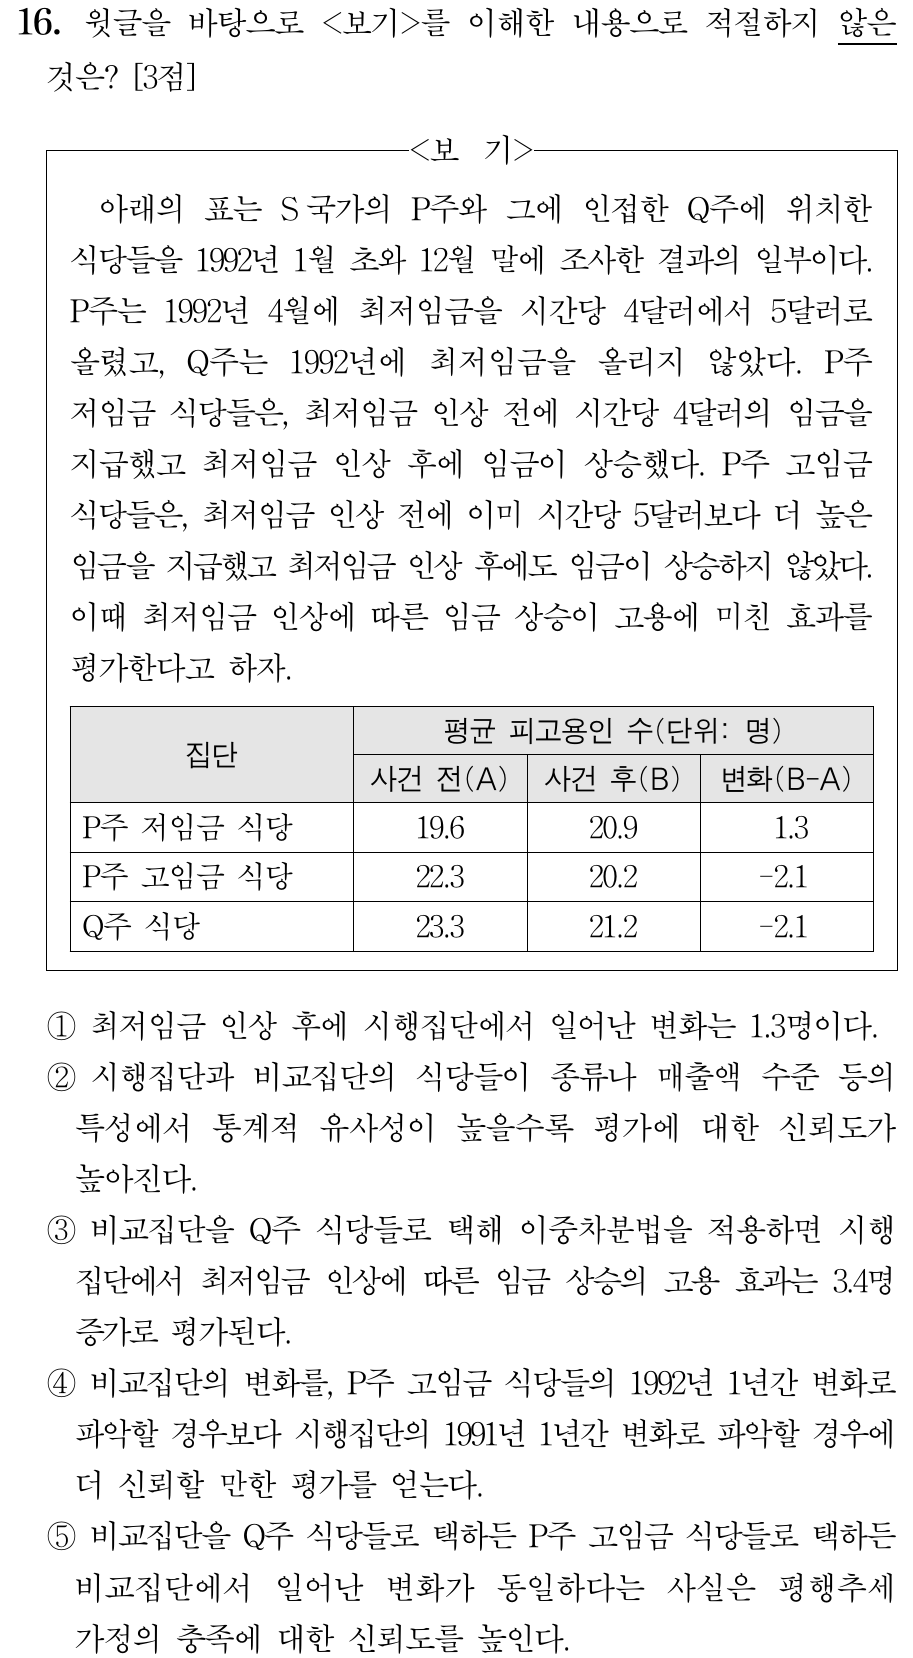 16. 윗글을 바탕으로 <보기>를 이해한 내용으로 적절하지 않은
것은? [3점]
<보 기>
아래의 표는 S국가의 P주와 그에 인접한 Q주에 위치한
식당들을 1992년 1월 초와 12월 말에 조사한 결과의 일부이다.
P주는 1992년 4월에 최저임금을 시간당 4달러에서 5달러로
올렸고, Q주는 1992년에 최저임금을 올리지 않았다. P주
저임금 식당들은, 최저임금 인상 전에 시간당 4달러의 임금을
지급했고 최저임금 인상 후에 임금이 상승했다. P주 고임금
식당들은, 최저임금 인상 전에 이미 시간당 5달러보다 더 높은
임금을 지급했고 최저임금 인상 후에도 임금이 상승하지 않았다.
이때 최저임금 인상에 따른 임금 상승이 고용에 미친 효과를
평가한다고 하자.
집단 평균 피고용인 수(단위: 명)
사건 전(A) 사건 후(B) 변화(B-A)
P주 저임금 식당 19.6 20.9 1.3
P주 고임금 식당 22.3 20.2 -2.1
Q주 식당 23.3 21.2 -2.1
① 최저임금 인상 후에 시행집단에서 일어난 변화는 1.3명이다.
② 시행집단과 비교집단의 식당들이 종류나 매출액 수준 등의
특성에서 통계적 유사성이 높을수록 평가에 대한 신뢰도가
높아진다.
③ 비교집단을 Q주 식당들로 택해 이중차분법을 적용하면 시행
집단에서 최저임금 인상에 따른 임금 상승의 고용 효과는 3.4명
증가로 평가된다.
④ 비교집단의 변화를, P주 고임금 식당들의 1992년 1년간 변화로
파악할 경우보다 시행집단의 1991년 1년간 변화로 파악할 경우에
더 신뢰할 만한 평가를 얻는다.
⑤ 비교집단을 Q주 식당들로 택하든 P주 고임금 식당들로 택하든
비교집단에서 일어난 변화가 동일하다는 사실은 평행추세
가정의 충족에 대한 신뢰도를 높인다.